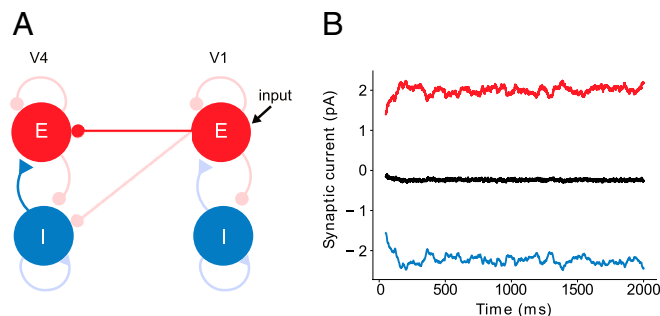 A
B
V4
V1
input
E
E
I
I
Synaptic current (pA)
2
1
0
− 1
− 2
0
500
1000
1500
2000
Time (ms)